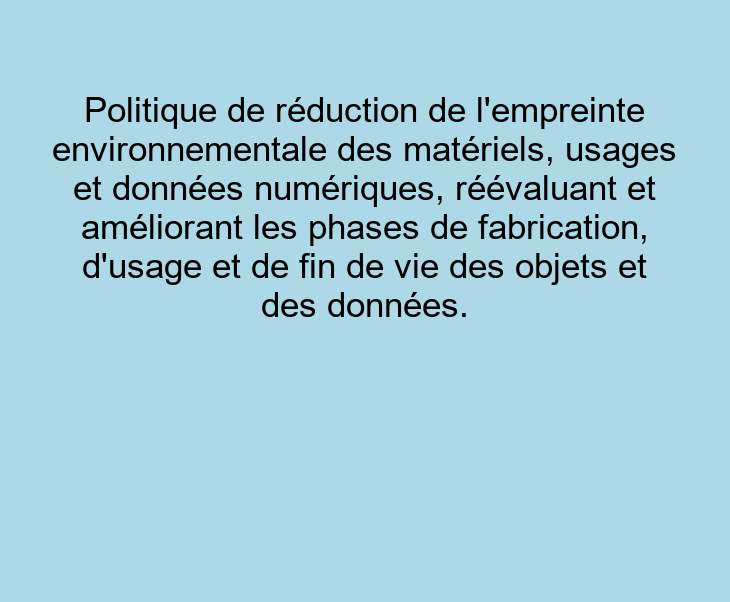 Politique de réduction de l'empreinte
environnementale des matériels, usages
et données numériques, réévaluant et
améliorant les phases de fabrication,
d'usage et de fin de vie des objets et
des données.